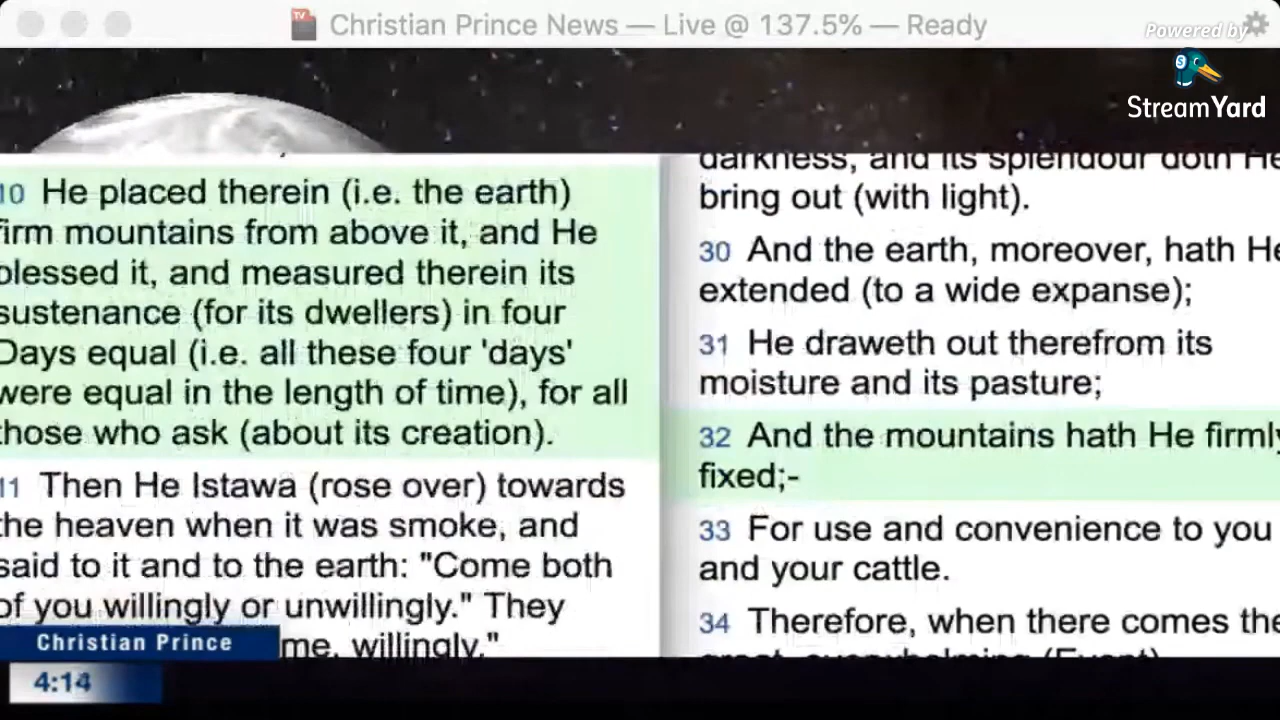 Christian Prince News — Live @ 137.5% — Ready
Powered by
StreamYard
10 He placed therein (i.e. the earth)
firm mountains from above it, and He
blessed it, and measured therein its
sustenance (for its dwellers) in four
Days equal (i.e. all these four 'days'
were equal in the length of time), for all
those who ask (about its creation).
11 Then He Istawa (rose over) towards
the heaven when it was smoke, and
said to it and to the earth: "Come both
of you willingly or unwillingly." They
me, willingly."
darkness, and its splendour doth He
bring out (with light).
30 And the earth, moreover, hath He
extended (to a wide expanse);
31 He draweth out therefrom its
moisture and its pasture;
32 And the mountains hath He firmly
fixed;-
33 For use and convenience to you
and your cattle.
34 Therefore, when there comes the
great, overwhelming (Event)
Christian Prince
4:14